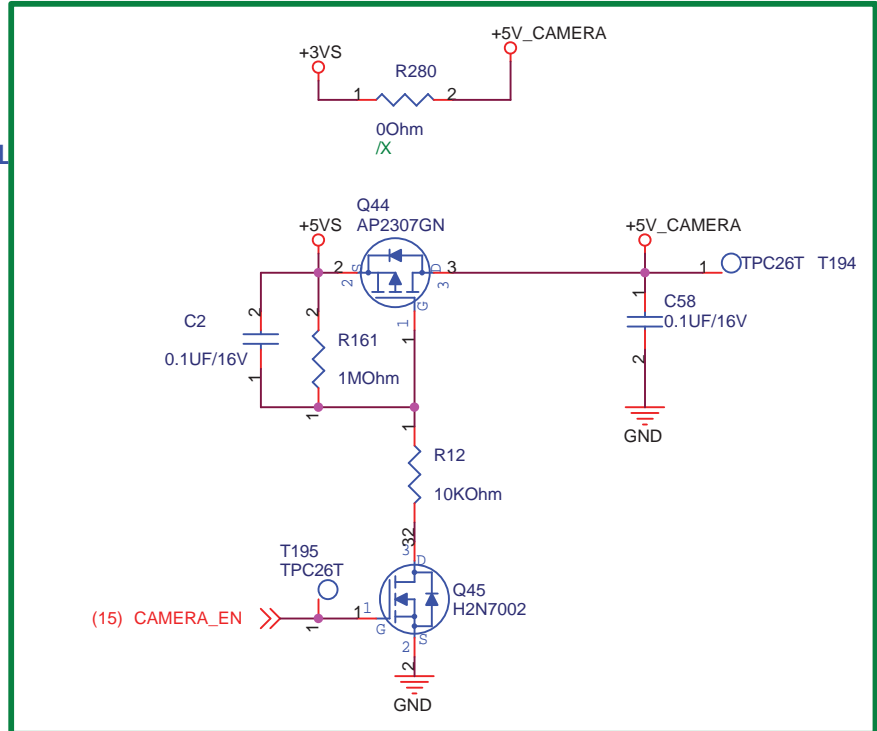 +3VS
+5V_CAMERA
R280
1
2
0Ohm
/X
L
Q44
AP2307GN
+5VS
+5V_CAMERA
2
S
2
D
3
3
G
1
1
1
TPC26T T194
C2
0.1UF/16V
2
1
2
R161
1MOhm
1
1
C58
0.1UF/16V
2
GND
1
R12
10KOhm
32
3
D
T195
TPC26T
Q45
H2N7002
(15) CAMERA_EN
1
1
1
G
S
2
2
GND